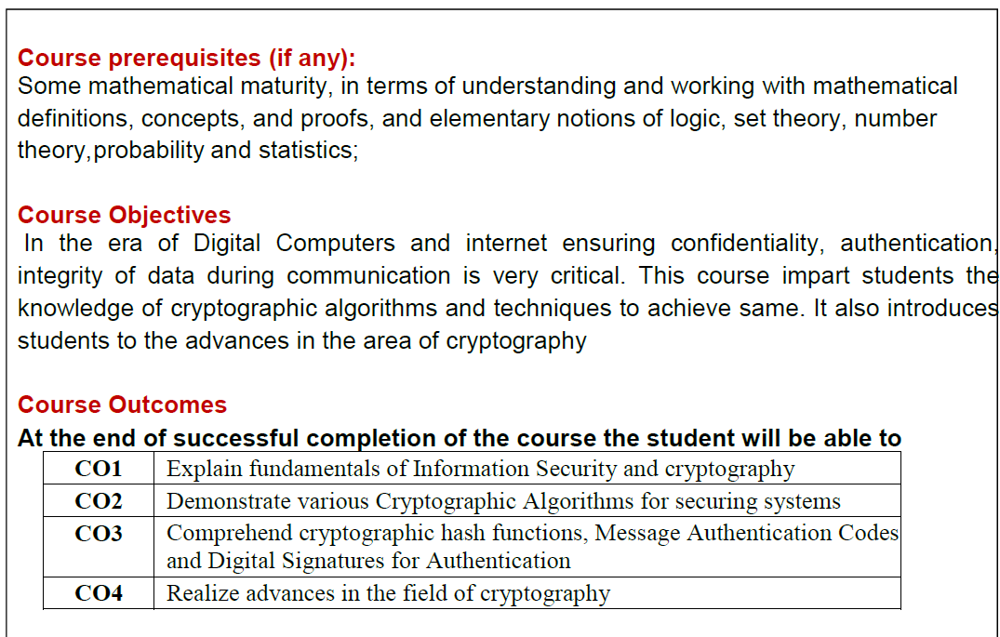 Course prerequisites (if any):
Some mathematical maturity, in terms of understanding and working with mathematical
definitions, concepts, and proofs, and elementary notions of logic, set theory, number
theory,probability and statistics;
Course Objectives
In the era of Digital Computers and internet ensuring confidentiality, authentication,
integrity of data during communication is very critical. This course impart students the
knowledge of cryptographic algorithms and techniques to achieve same. It also introduces
students to the advances in the area of cryptography
Course Outcomes
At the end of successful completion of the course the student will be able to
CO1 Explain fundamentals of Information Security and cryptography
CO2 Demonstrate various Cryptographic Algorithms for securing systems
CO3 Comprehend cryptographic hash functions, Message Authentication Codes
and Digital Signatures for Authentication
CO4 Realize advances in the field of cryptography